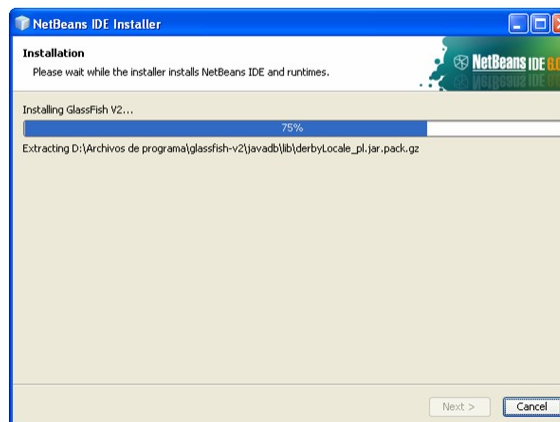 NetBeans IDE Installer
Installation
Please wait while the installer installs NetBeans IDE and runtimes.
NetBeans IDE 6.0
Installing GlassFish V2...
75%
Extracting D:\Archivos de programa\glassfish-v2\javadb\lib\derbyLocale_pl.jar.pack.gz
Next >
Cancel